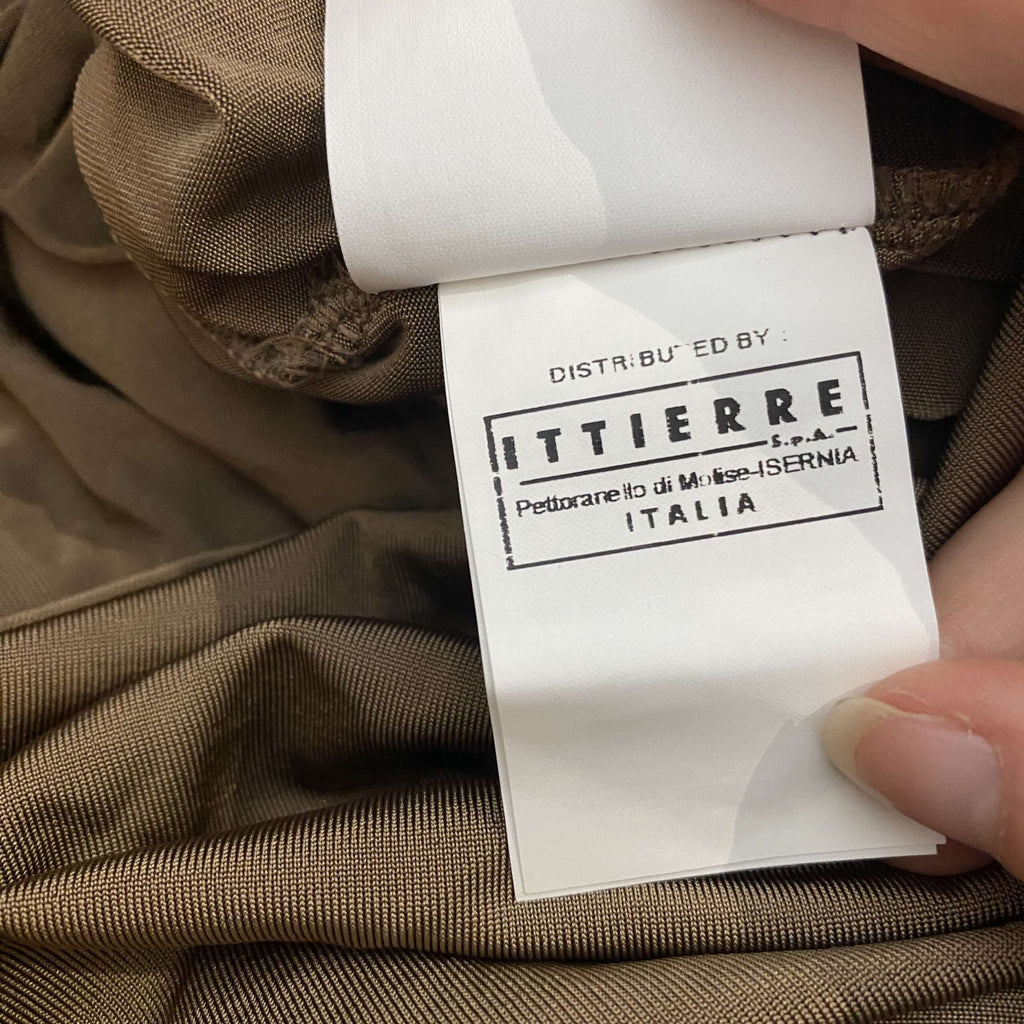 DISTRIBUTED BY :
ITTIERRE
S.p.A.
Pettoranello di Molise-ISERNIA
ITALIA